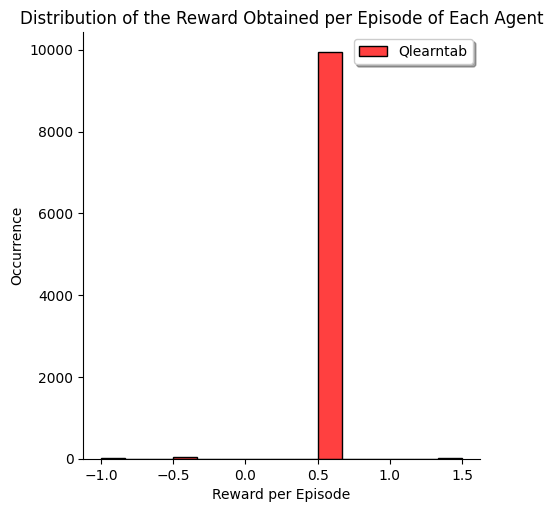 Distribution of the Reward Obtained per Episode of Each Agent
Qlearntab
10000
8000
6000
4000
2000
0
Occurrence
−1.0 −0.5 0.0 0.5 1.0 1.5
Reward per Episode